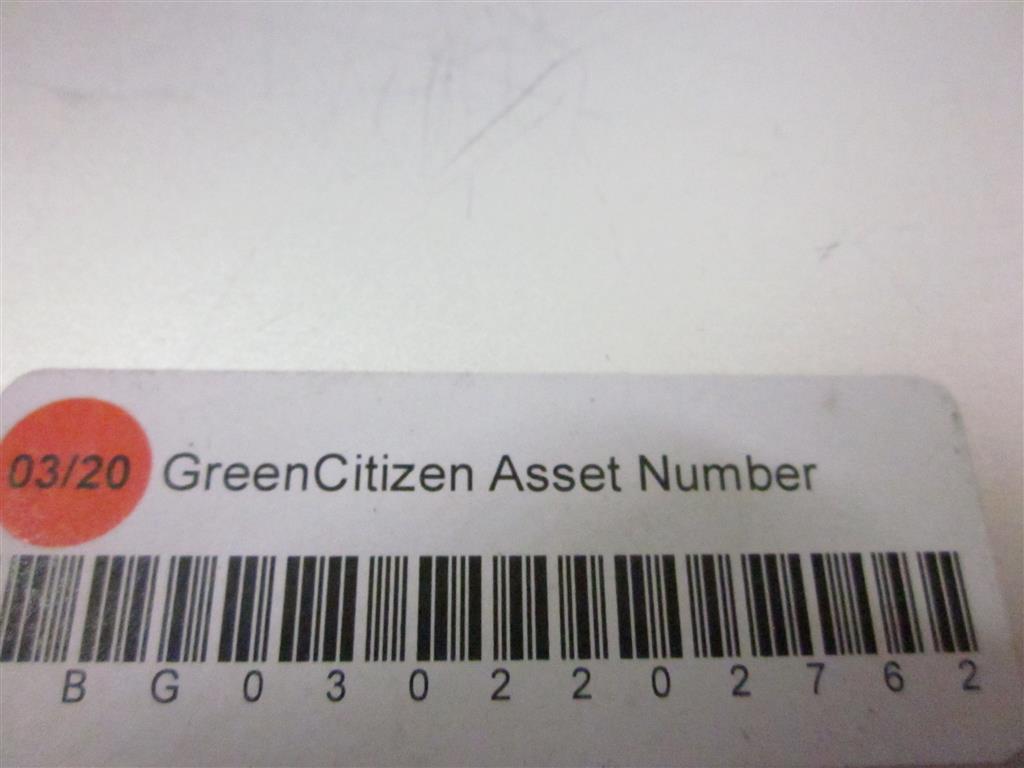 03/20 GreenCitizen Asset Number
B G 0 3 0 2 2 0 2 7 6 2